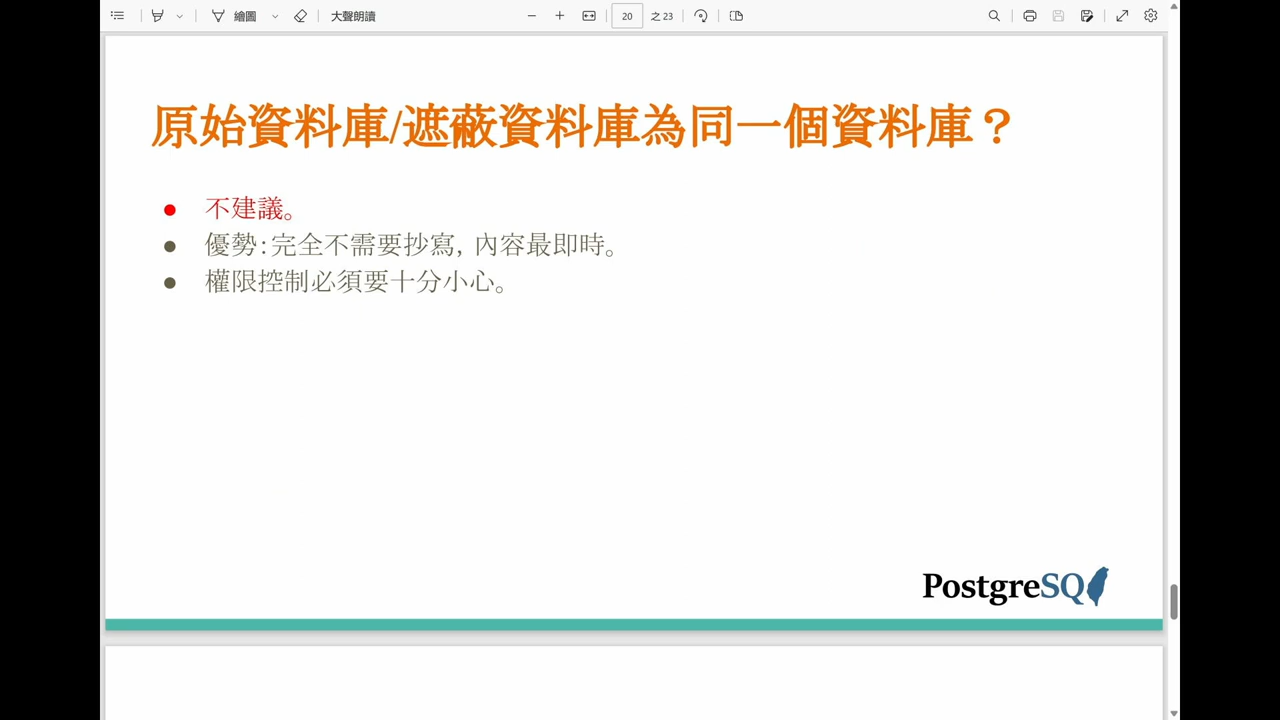 繪圖 大聲朗讀 20 之 23
原始資料庫/遮蔽資料庫為同一個資料庫？
不建議。
優勢：完全不需要抄寫，內容最即時。
權限控制必須要十分小心。
PostgreSQ